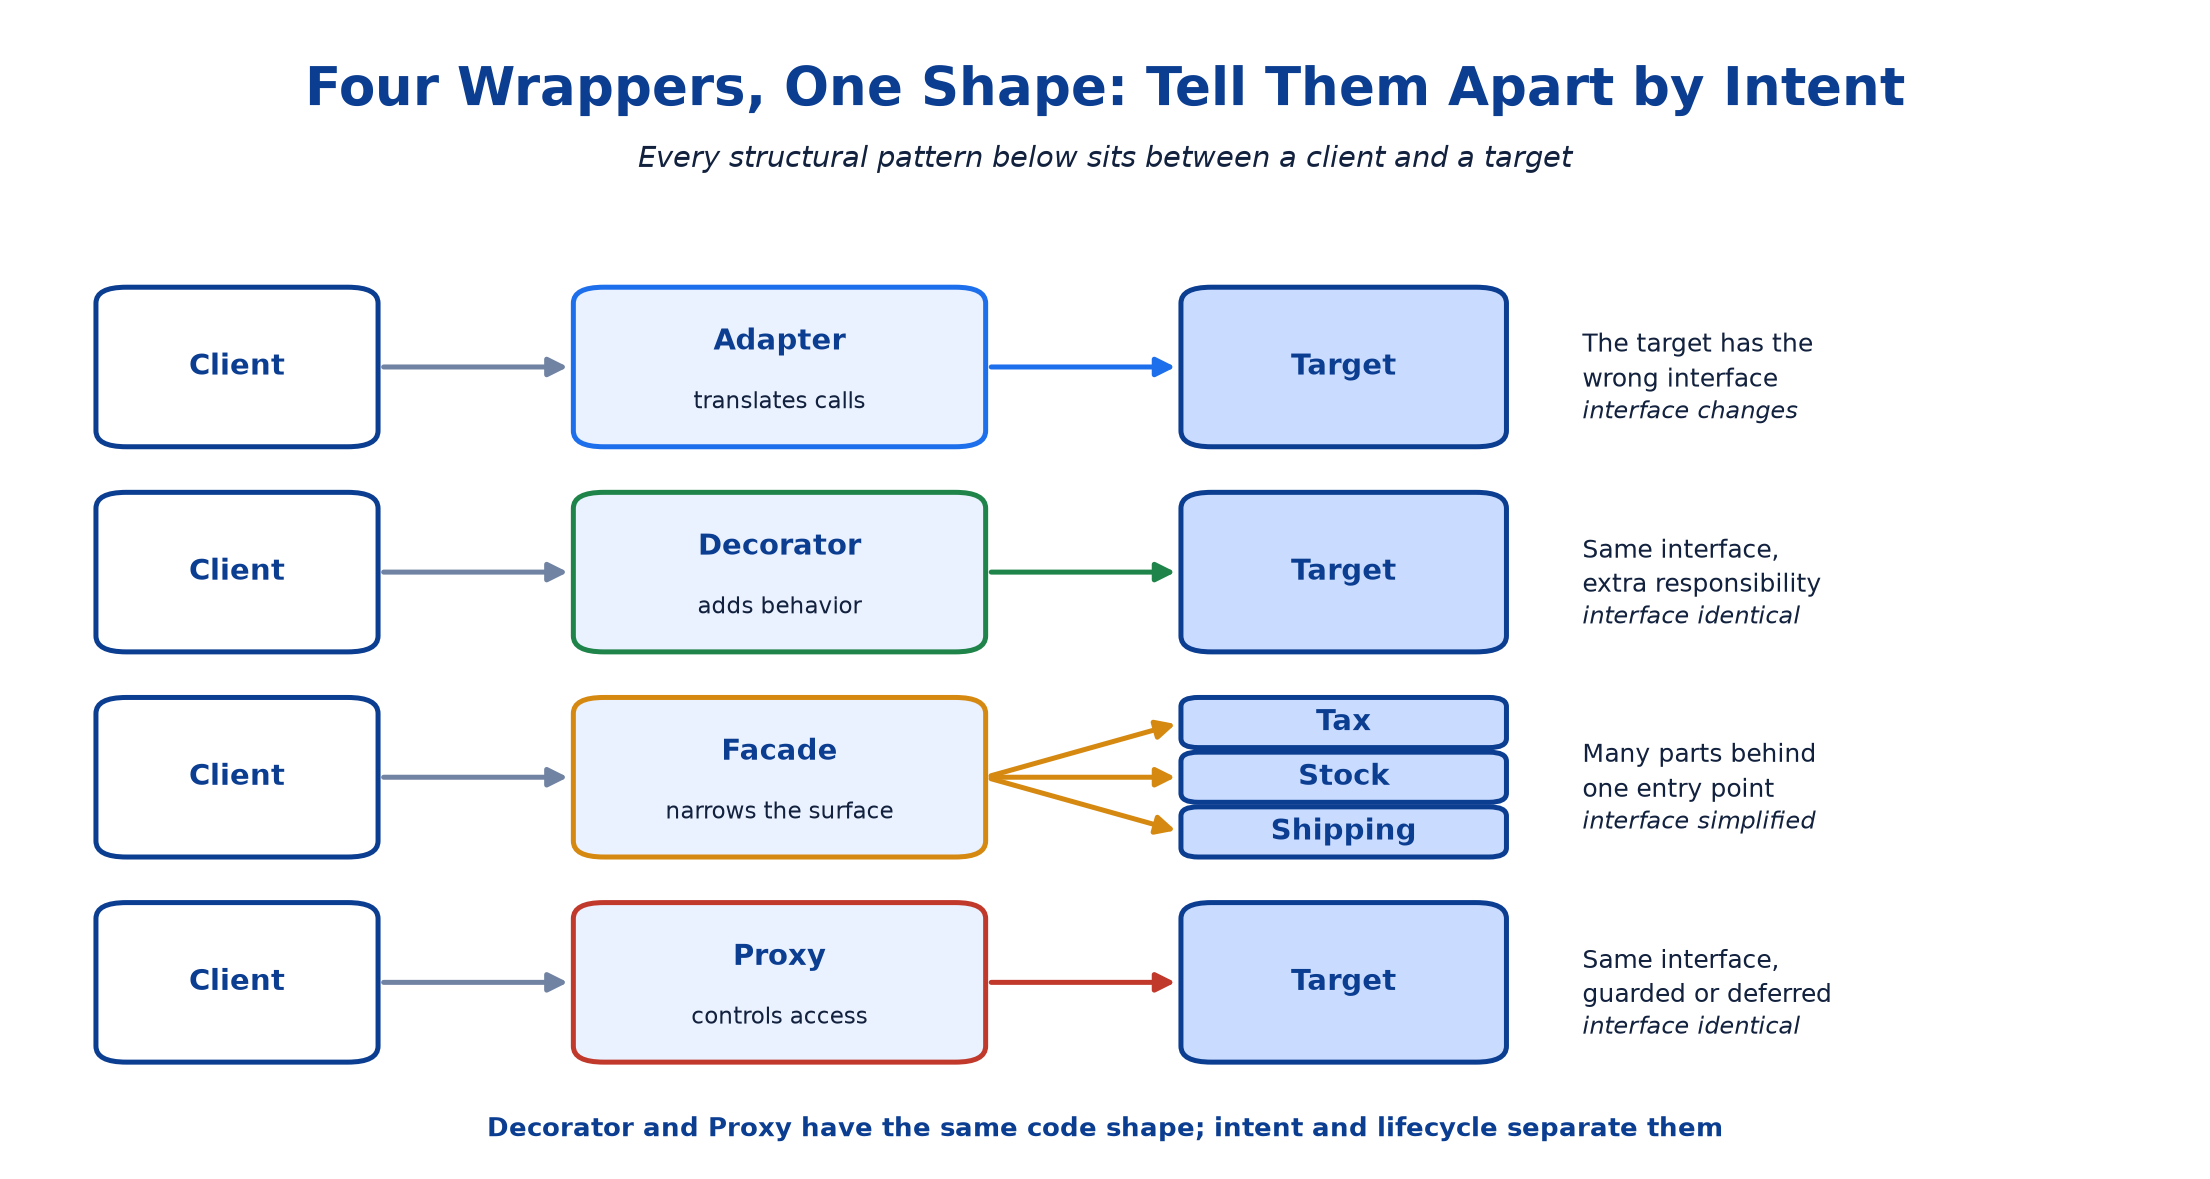 Four Wrappers, One Shape: Tell Them Apart by Intent
Every structural pattern below sits between a client and a target
Client
Adapter
translates calls
Target
The target has the
wrong interface
interface changes
Client
Decorator
adds behavior
Target
Same interface,
extra responsibility
interface identical
Client
Facade
narrows the surface
Tax
Stock
Shipping
Many parts behind
one entry point
interface simplified
Client
Proxy
controls access
Target
Same interface,
guarded or deferred
interface identical
Decorator and Proxy have the same code shape; intent and lifecycle separate them